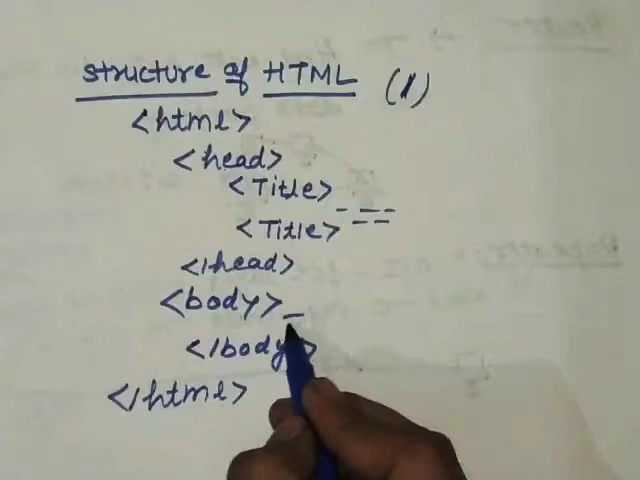 structure of HTML (1)
<html>
<head>
<Title>
<Title>
</head>
<body>
</body>
</html>